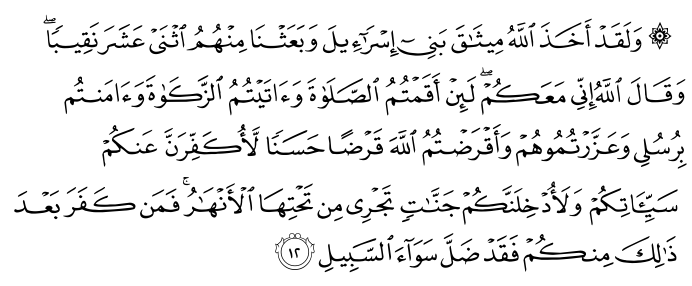 ۞ وَلَقَدۡ أَخَذَ ٱللَّهُ مِيثَٰقَ بَنِيٓ إِسۡرَٰٓءِيلَ وَبَعَثۡنَا مِنۡهُمُ ٱثۡنَيۡ عَشَرَ نَقِيبٗاۖ
وَقَالَ ٱللَّهُ إِنِّي مَعَكُمۡۖ لَئِنۡ أَقَمۡتُمُ ٱلصَّلَوٰةَ وَءَاتَيۡتُمُ ٱلزَّكَوٰةَ وَءَامَنتُم
بِرُسُلِي وَعَزَّرۡتُمُوهُمۡ وَأَقۡرَضۡتُمُ ٱللَّهَ قَرۡضًا حَسَنٗا لَّأُكَفِّرَنَّ عَنكُمۡ
سَيِّـَٔاتِكُمۡ وَلَأُدۡخِلَنَّكُمۡ جَنَّٰتٖ تَجۡرِي مِن تَحۡتِهَا ٱلۡأَنۡهَٰرُۚ فَمَن كَفَرَ بَعۡدَ
ذَٰلِكَ مِنكُمۡ فَقَدۡ ضَلَّ سَوَآءَ ٱلسَّبِيلِ ١٢